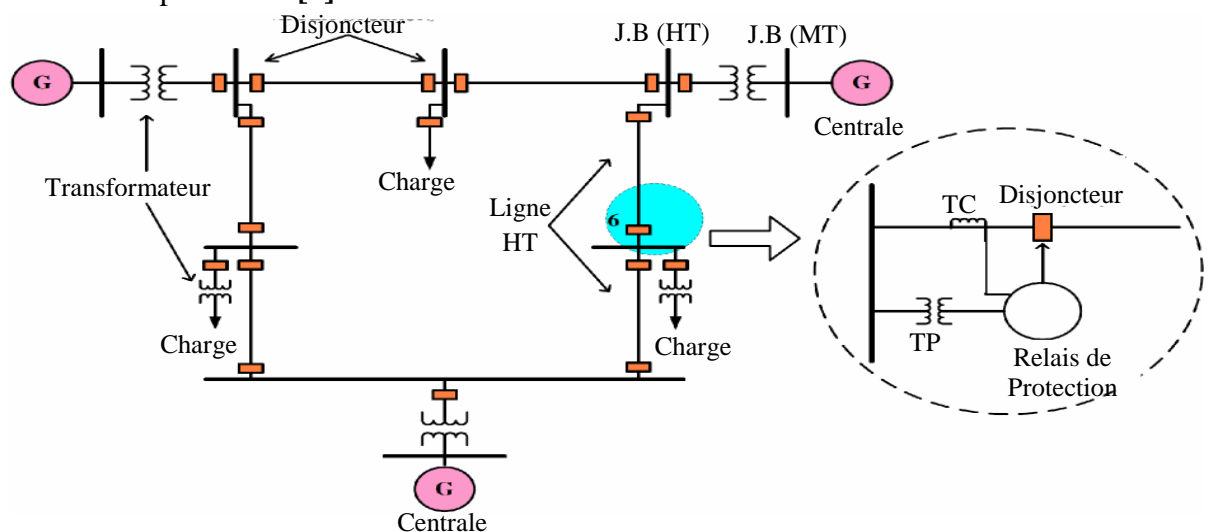 Disjoncteur
J.B (HT)
J.B (MT)
G
G
Centrale
Transformateur
Charge
Ligne
HT
6
TC
Disjoncteur
TP
Relais de
Protection
Charge
Charge
G
Centrale